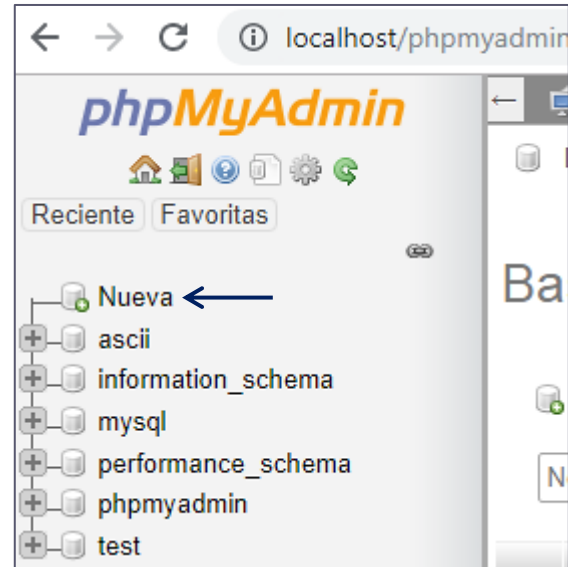 localhost/phpmyadmin
phpMyAdmin
Reciente Favoritas
Nueva
Ba
ascii
information_schema
mysql
performance_schema
phpmyadmin
test